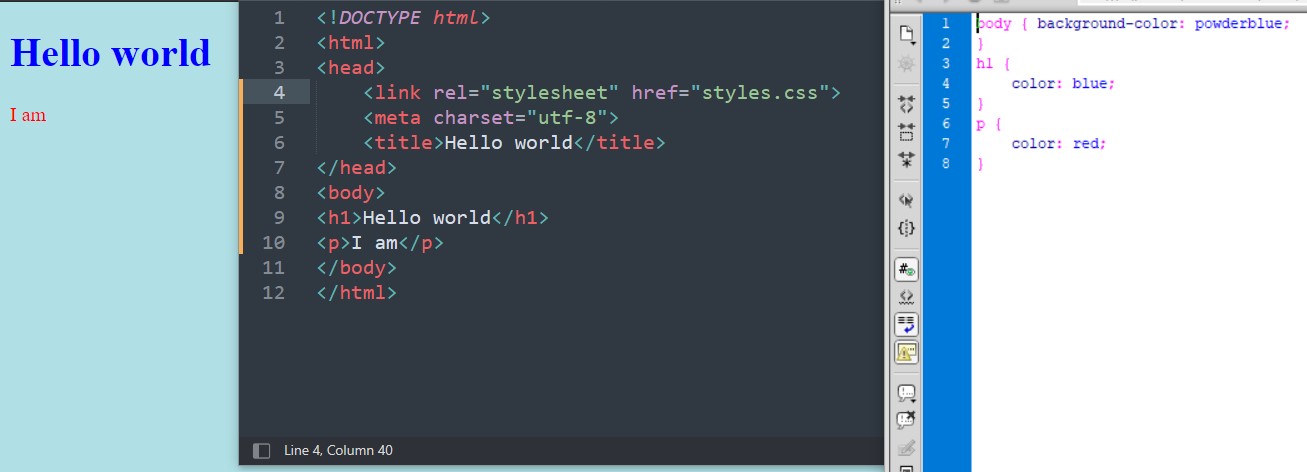 Hello world
I am
1 <!DOCTYPE html>
2 <html>
3 <head>
4     <link rel="stylesheet" href="styles.css">
5     <meta charset="utf-8">
6     <title>Hello world</title>
7 </head>
8 <body>
9 <h1>Hello world</h1>
10 <p>I am</p>
11 </body>
12 </html>
Line 4, Column 40
1 body { background-color: powderblue;
2 }
3 h1 {
4     color: blue;
5 }
6 p {
7     color: red;
8 }